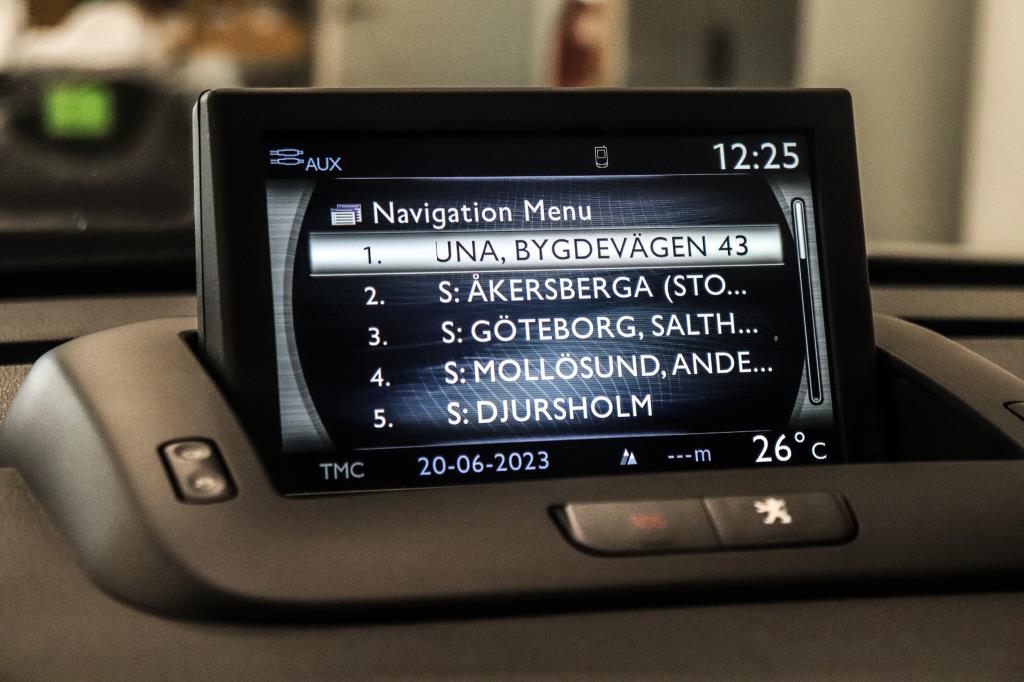 AUX
12:25
Navigation Menu
1. UNA, BYGDEVÄGEN 43
2. S: ÅKERSBERGA (STO...
3. S: GÖTEBORG, SALTH...
4. S: MOLLÖSUND, ANDE...
5. S: DJURSHOLM
TMC 20-06-2023 ---m 26° C